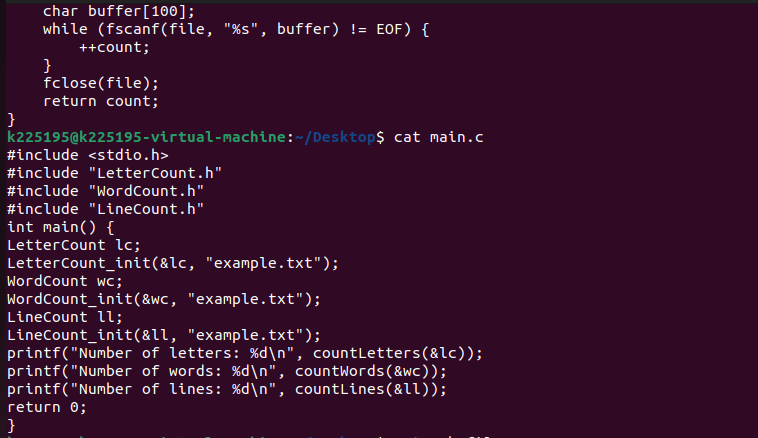 char buffer[100];
while (fscanf(file, "%s", buffer) != EOF) {
++count;
}
fclose(file);
return count;
}
k225195@k225195-virtual-machine:~/Desktop$ cat main.c
#include <stdio.h>
#include "LetterCount.h"
#include "WordCount.h"
#include "LineCount.h"
int main() {
LetterCount lc;
LetterCount_init(&lc, "example.txt");
WordCount wc;
WordCount_init(&wc, "example.txt");
LineCount ll;
LineCount_init(&ll, "example.txt");
printf("Number of letters: %d\n", countLetters(&lc));
printf("Number of words: %d\n", countWords(&wc));
printf("Number of lines: %d\n", countLines(&ll));
return 0;
}